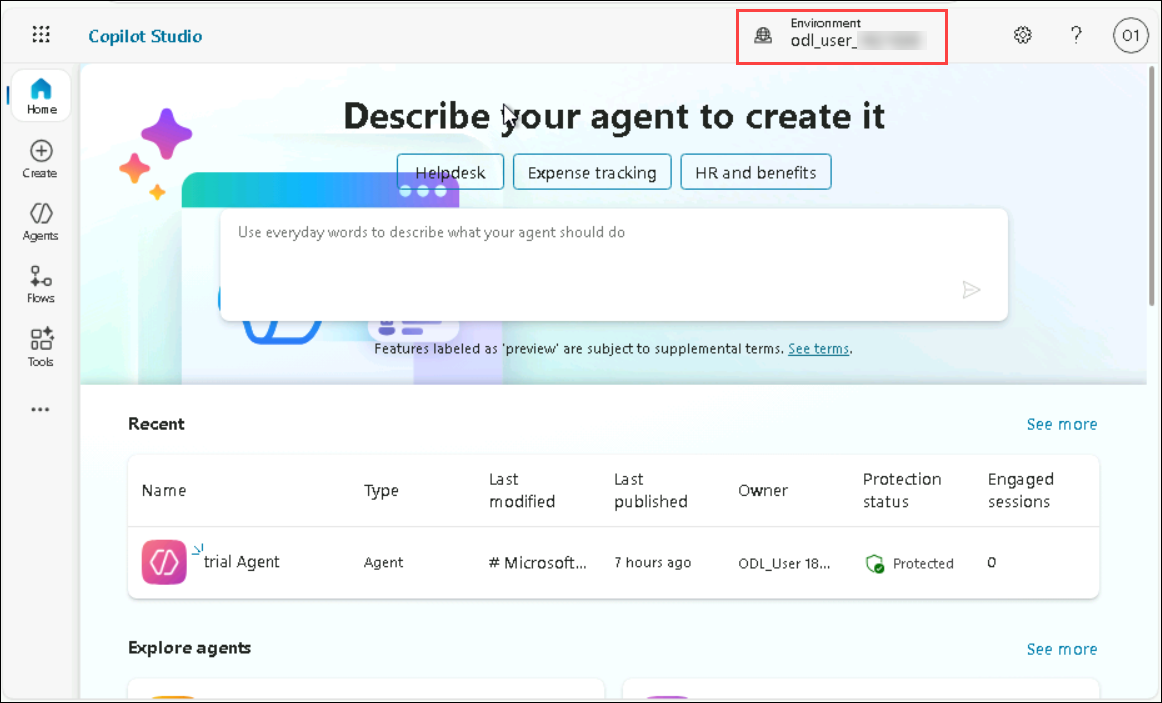 Copilot Studio
Environment
odl_user_
?
O1
Home
Create
Agents
Flows
Tools
Describe your agent to create it
Helpdesk
Expense tracking
HR and benefits
Use everyday words to describe what your agent should do
Features labeled as 'preview' are subject to supplemental terms. See terms.
Recent
See more
Name
Type
Last
modified
Last
published
Owner
Protection
status
Engaged
sessions
trial Agent
Agent
# Microsoft...
7 hours ago
ODL_User 18...
Protected
0
Explore agents
See more